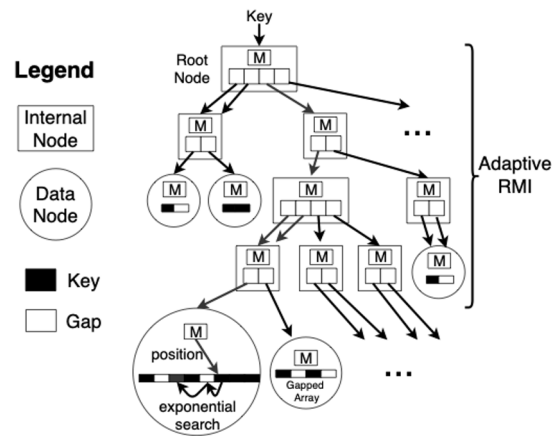 Key
Root
Node
M
Legend
Internal
Node
Data
Node
Key
Gap
M
M
...
Adaptive
RMI
M
M
M
M
M
M
M
M
M
position
exponential
search
M
Gapped
Array
...